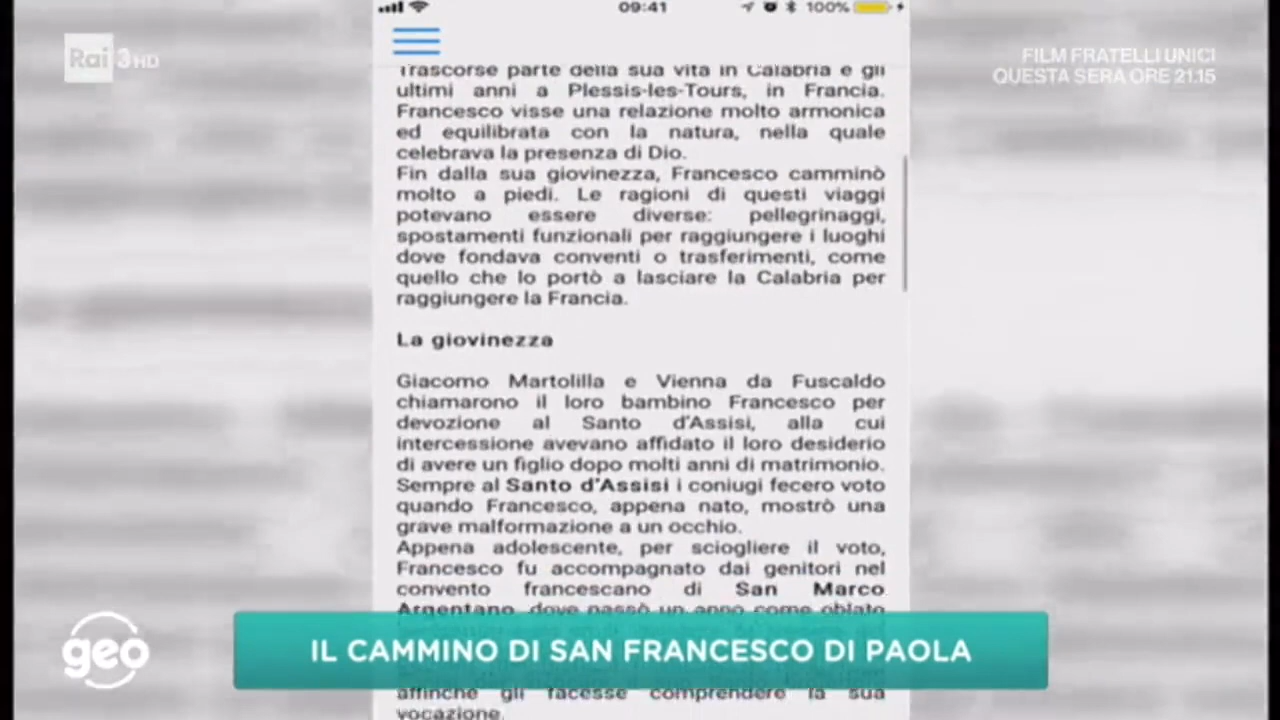 09:41
100%
Rai 3 HD
FILM FRATELLI UNICI
QUESTA SERA ORE 21.15
Trascorse parte della sua vita in Calabria e gli
ultimi anni a Plessis-les-Tours, in Francia.
Francesco visse una relazione molto armonica
ed equilibrata con la natura, nella quale
celebrava la presenza di Dio.
Fin dalla sua giovinezza, Francesco camminò
molto a piedi. Le ragioni di questi viaggi
potevano essere diverse: pellegrinaggi,
spostamenti funzionali per raggiungere i luoghi
dove fondava conventi o trasferimenti, come
quello che lo portò a lasciare la Calabria per
raggiungere la Francia.
La giovinezza
Giacomo Martolilla e Vienna da Fuscaldo
chiamarono il loro bambino Francesco per
devozione al Santo d'Assisi, alla cui
intercessione avevano affidato il loro desiderio
di avere un figlio dopo molti anni di matrimonio.
Sempre al Santo d'Assisi i coniugi fecero voto
quando Francesco, appena nato, mostrò una
grave malformazione a un occhio.
Appena adolescente, per sciogliere il voto,
Francesco fu accompagnato dai genitori nel
convento francescano di San Marco
Argentano, dove passò un anno come oblato
geo
IL CAMMINO DI SAN FRANCESCO DI PAOLA
affinché gli facesse comprendere la sua
vocazione.